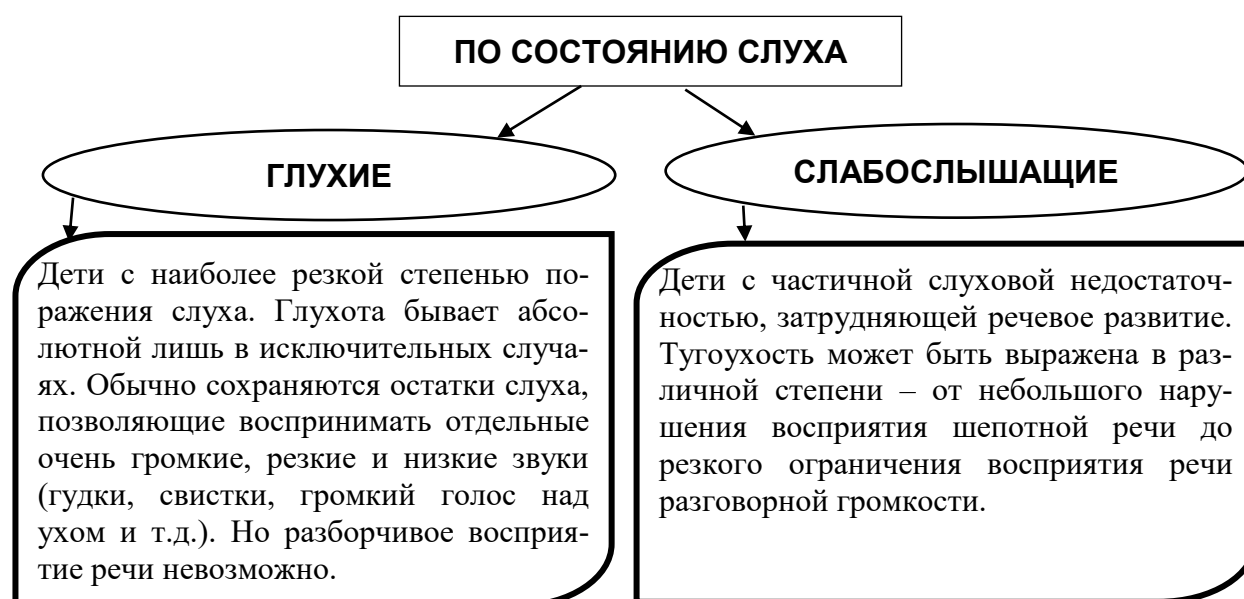 ПО СОСТОЯНИЮ СЛУХА
ГЛУХИЕ
Дети с наиболее резкой степенью по-
ражения слуха. Глухота бывает абсо-
лютной лишь в исключительных случа-
ях. Обычно сохраняются остатки слуха,
позволяющие воспринимать отдельные
очень громкие, резкие и низкие звуки
(гудки, свистки, громкий голос над
ухом и т.д.). Но разборчивое восприя-
тие речи невозможно.
СЛАБОСЛЫШАЩИЕ
Дети с частичной слуховой недостаточ-
ностью, затрудняющей речевое развитие.
Тугоухость может быть выражена в раз-
личной степени – от небольшого нару-
шения восприятия шепотной речи до
резкого ограничения восприятия речи
разговорной громкости.